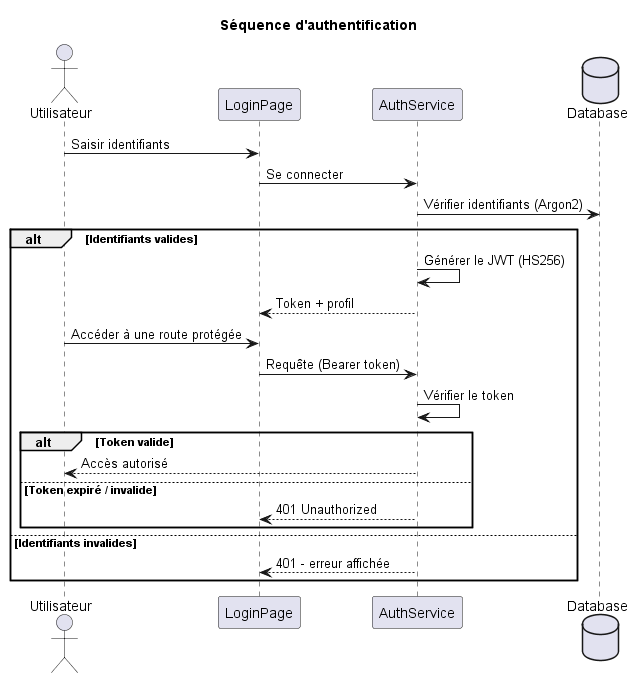 Séquence d'authentification
Utilisateur
LoginPage
AuthService
Database
Saisir identifiants
Se connecter
Vérifier identifiants (Argon2)
alt
[Identifiants valides]
Générer le JWT (HS256)
Token + profil
Accéder à une route protégée
Requête (Bearer token)
Vérifier le token
alt
[Token valide]
Accès autorisé
[Token expiré / invalide]
401 Unauthorized
[Identifiants invalides]
401 - erreur affichée
Utilisateur
LoginPage
AuthService
Database